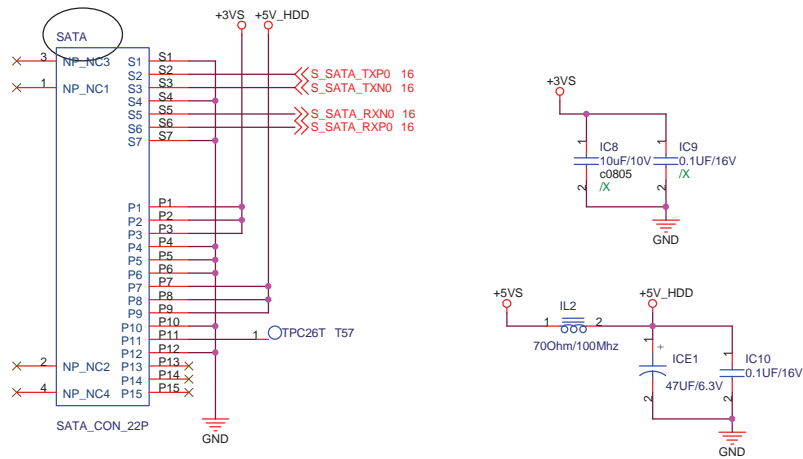 +3VS +5V_HDD
SATA
3 NP_NC3 S1 S1
S2 S2 S_SATA_TXP0 16
1 NP_NC1 S3 S3 S_SATA_TXN0 16
S4 S4
S5 S5 S_SATA_RXN0 16
S6 S6 S_SATA_RXP0 16
S7 S7
P1 P1
P2 P2
P3 P3
P4 P4
P5 P5
P6 P6
P7 P7
P8 P8
P9 P9
P10 P10
P11 P11 1 TPC26T T57
P12 P12
2 NP_NC2 P13 P13
P14 P14
4 NP_NC4 P15 P15
SATA_CON_22P
GND
+3VS
1 1
IC8 IC9
10uF/10V 0.1UF/16V
c0805 /X
/X
2 2
GND
+5VS +5V_HDD
IL2
1 2
70Ohm/100Mhz
1 + 1
ICE1 IC10
47UF/6.3V 0.1UF/16V
2 2
GND